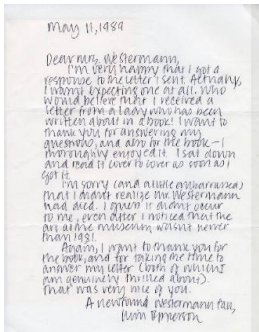 May 11, 1989
Dear Mrs. Westermann,
I'm very happy that I got a
response to the letter I sent. Actually,
I wasn't expecting one at all. Who
would believe that I received a
letter from a lady who has been
written about in a book! I want to
thank you for answering my
questions, and also for the book - I
thoroughly enjoyed it. I sat down
and read it cover to cover as soon as I
got it.
I'm sorry (and a little embarrassed)
that I didn't realize Mr. Westermann
had died. I guess it didn't occur
to me, even after I noticed that the
art at the museum wasn't newer
than 1981.
Again, I want to thank you for
the book, and for taking the time to
answer my letter (both of which I
am genuinely thrilled about).
That was very nice of you.
A newfound Westermann fan,